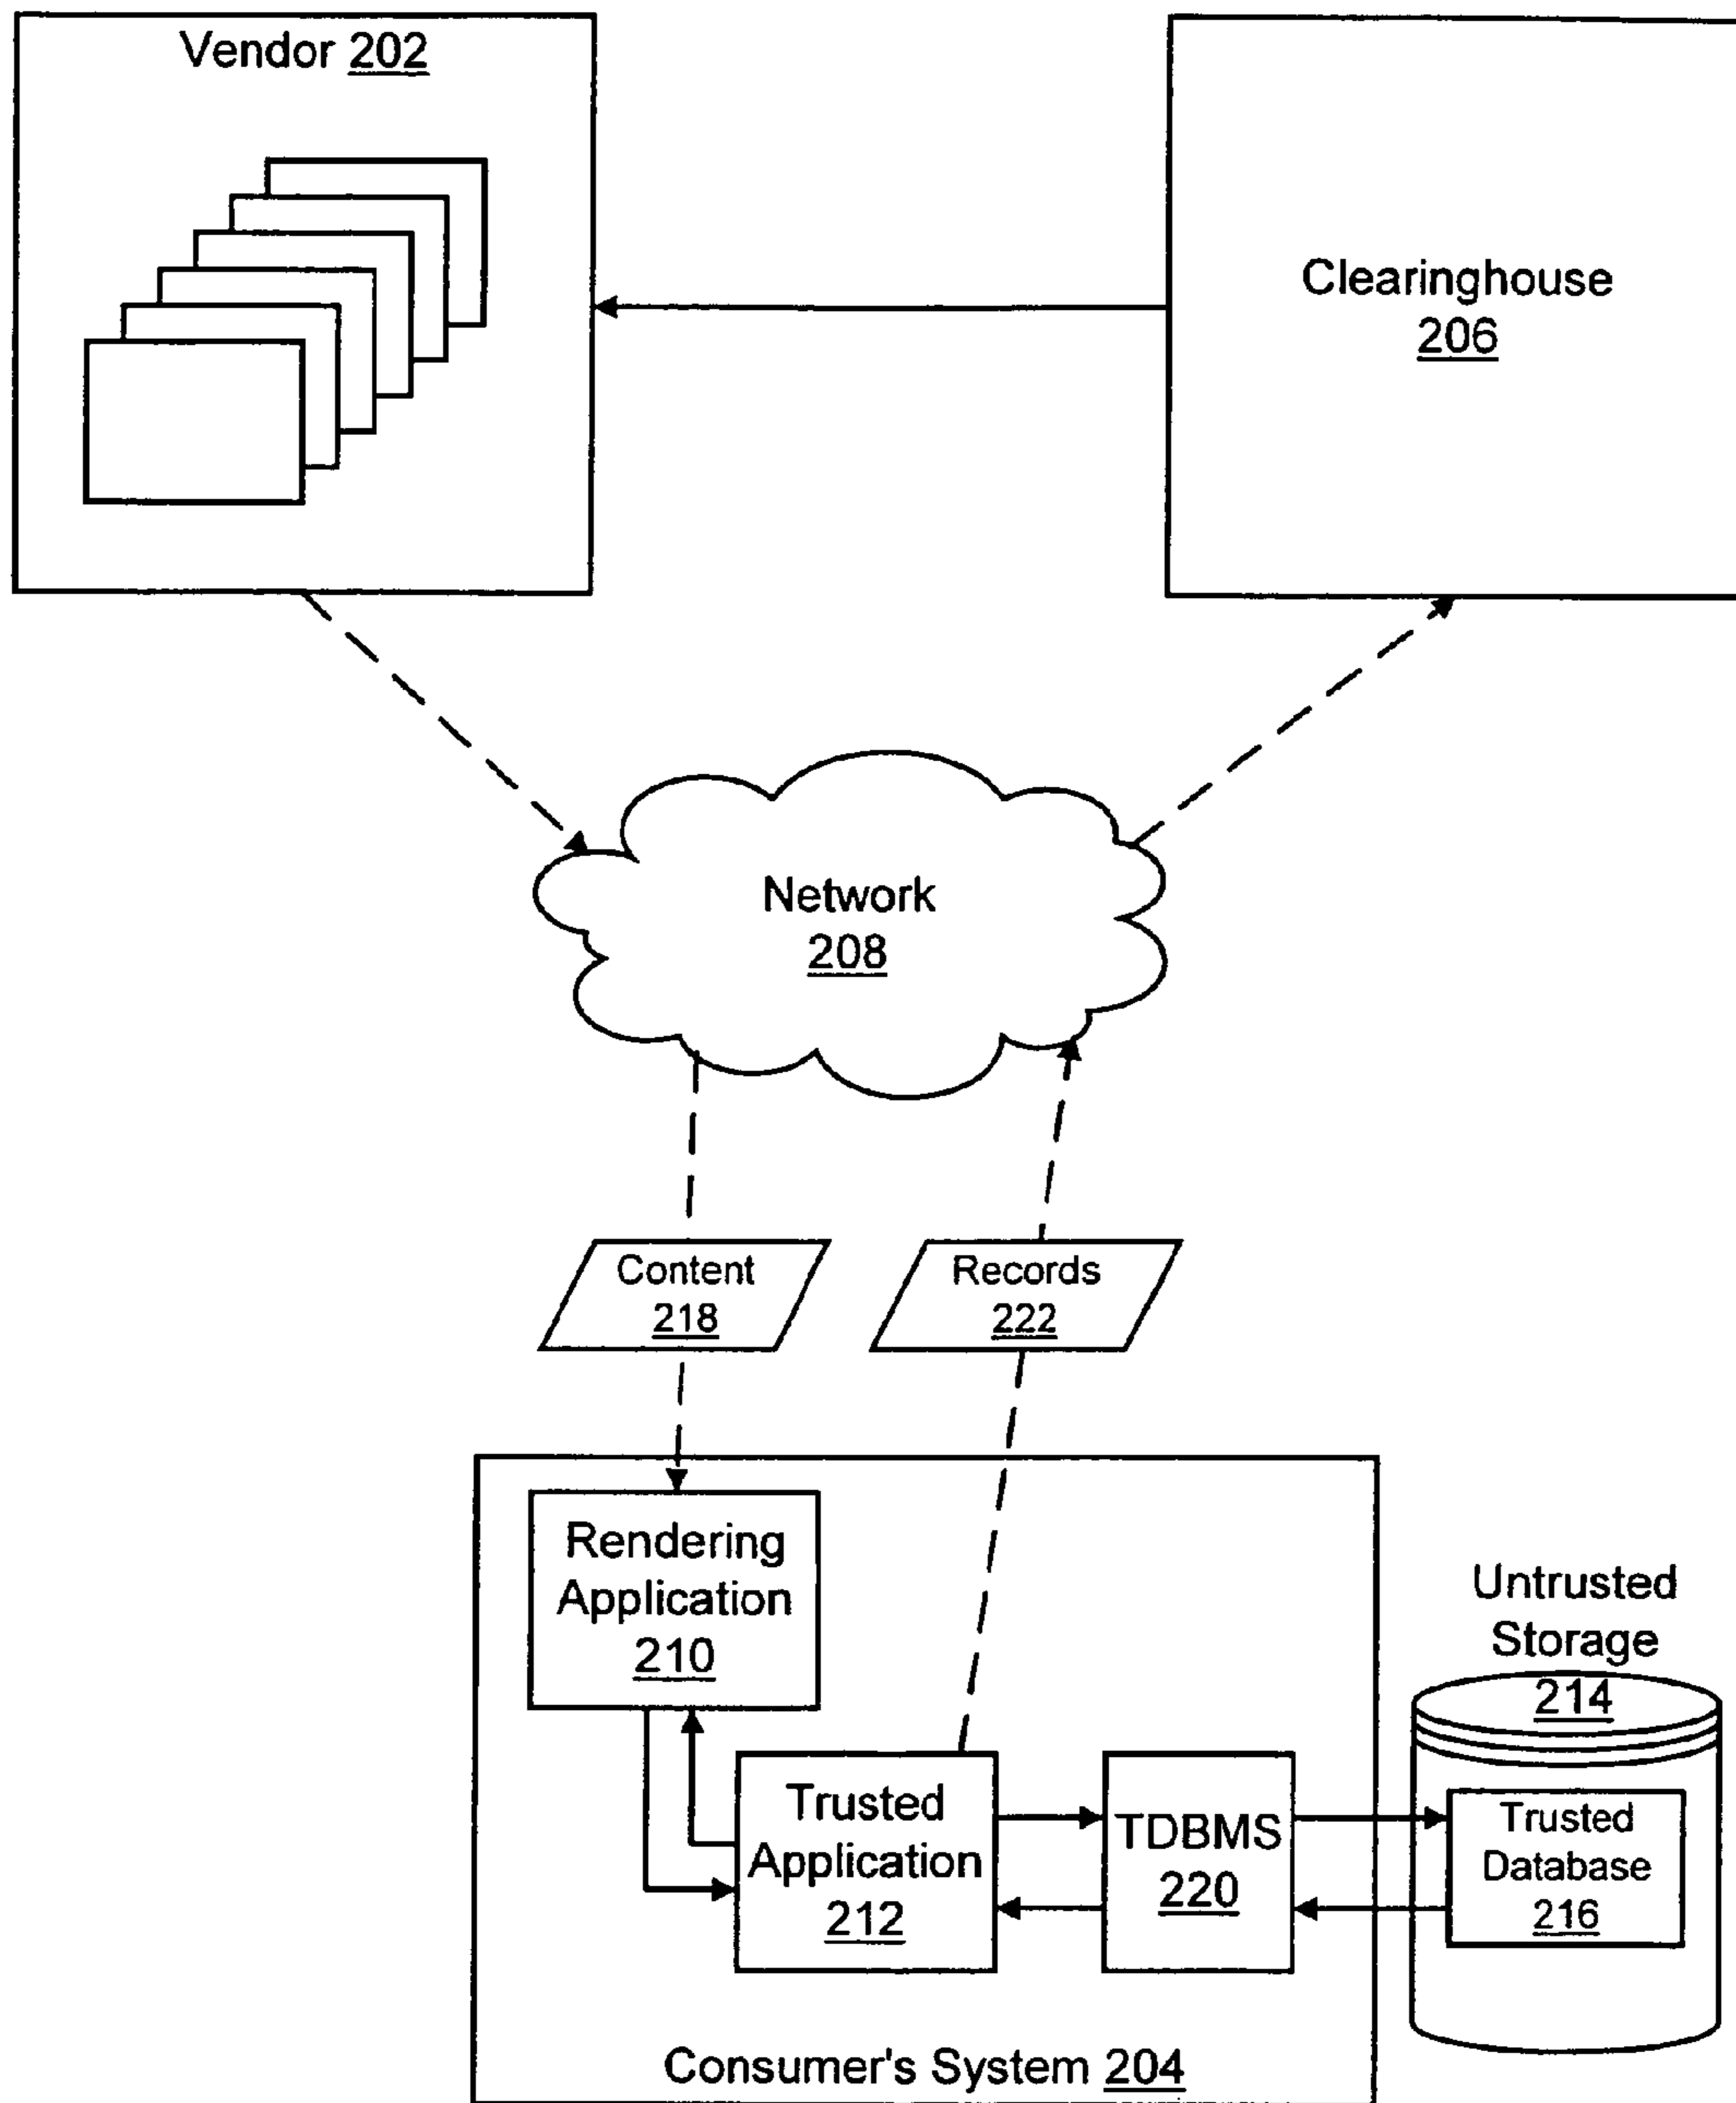 Vendor 202
Clearinghouse
206
Network
208
Content
218
Records
222
Rendering
Application
210
Untrusted
Storage
214
Trusted
Application
212
TDBMS
220
Trusted
Database
216
Consumer's System 204